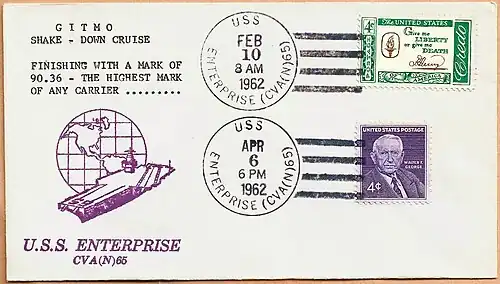 GITMO
SHAKE - DOWN CRUISE
FINISHING WITH A MARK OF
90.36 - THE HIGHEST MARK
OF ANY CARRIER ..........
U.S.S. ENTERPRISE
CVA(N)65
USS
FEB
10
8 AM
1962
ENTERPRISE (CVA(N)65)
USS
APR
6
6 PM
1962
ENTERPRISE (CVA(N)65)
4¢
THE UNITED STATES
Give me
LIBERTY
or give me
DEATH
P. Henry
Credo
UNITED STATES POSTAGE
WALTER F.
GEORGE
4¢